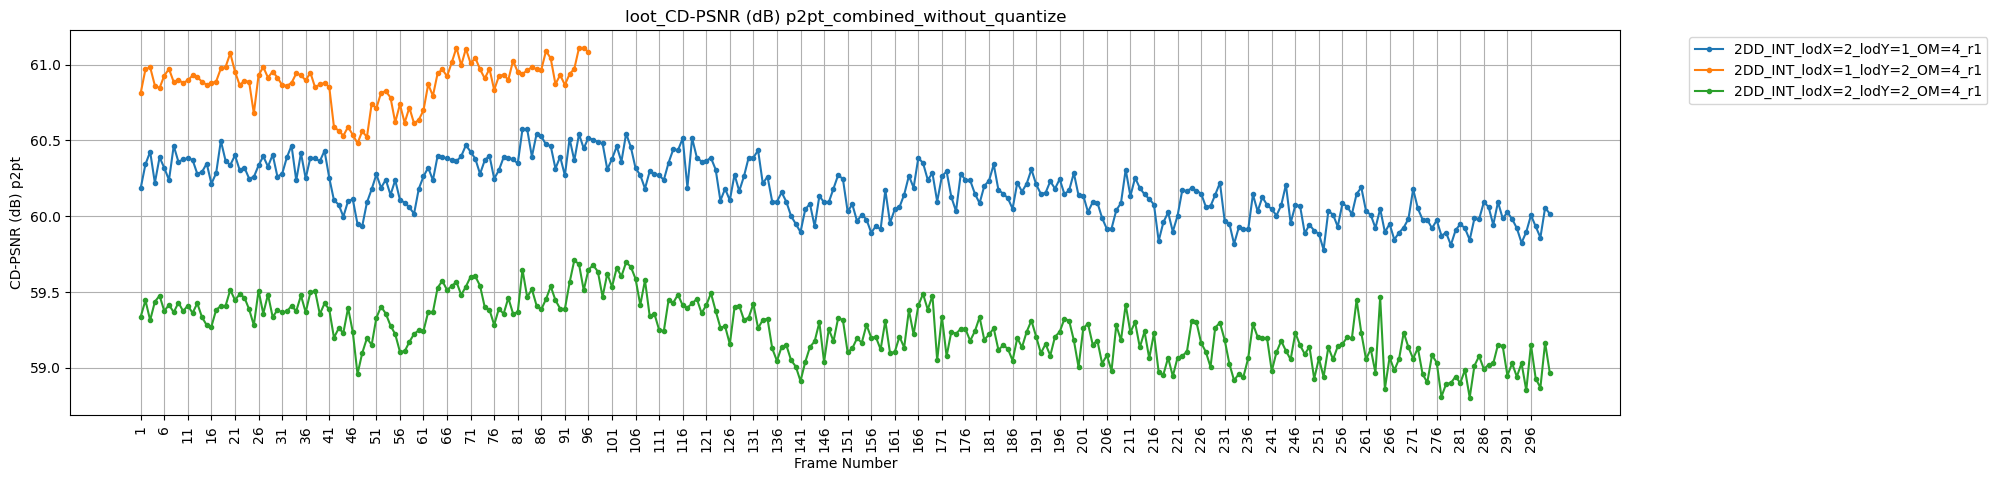 loot_CD-PSNR (dB) p2pt_combined_without_quantize
CD-PSNR (dB) p2pt
61.0
60.5
60.0
59.5
59.0
1 6 11 16 21 26 31 36 41 46 51 56 61 66 71 76 81 86 91 96 101 106 111 116 121 126 131 136 141 146 151 156 161 166 171 176 181 186 191 196 201 206 211 216 221 226 231 236 241 246 251 256 261 266 271 276 281 286 291 296
Frame Number
2DD_INT_lodX=2_lodY=1_OM=4_r1
2DD_INT_lodX=1_lodY=2_OM=4_r1
2DD_INT_lodX=2_lodY=2_OM=4_r1